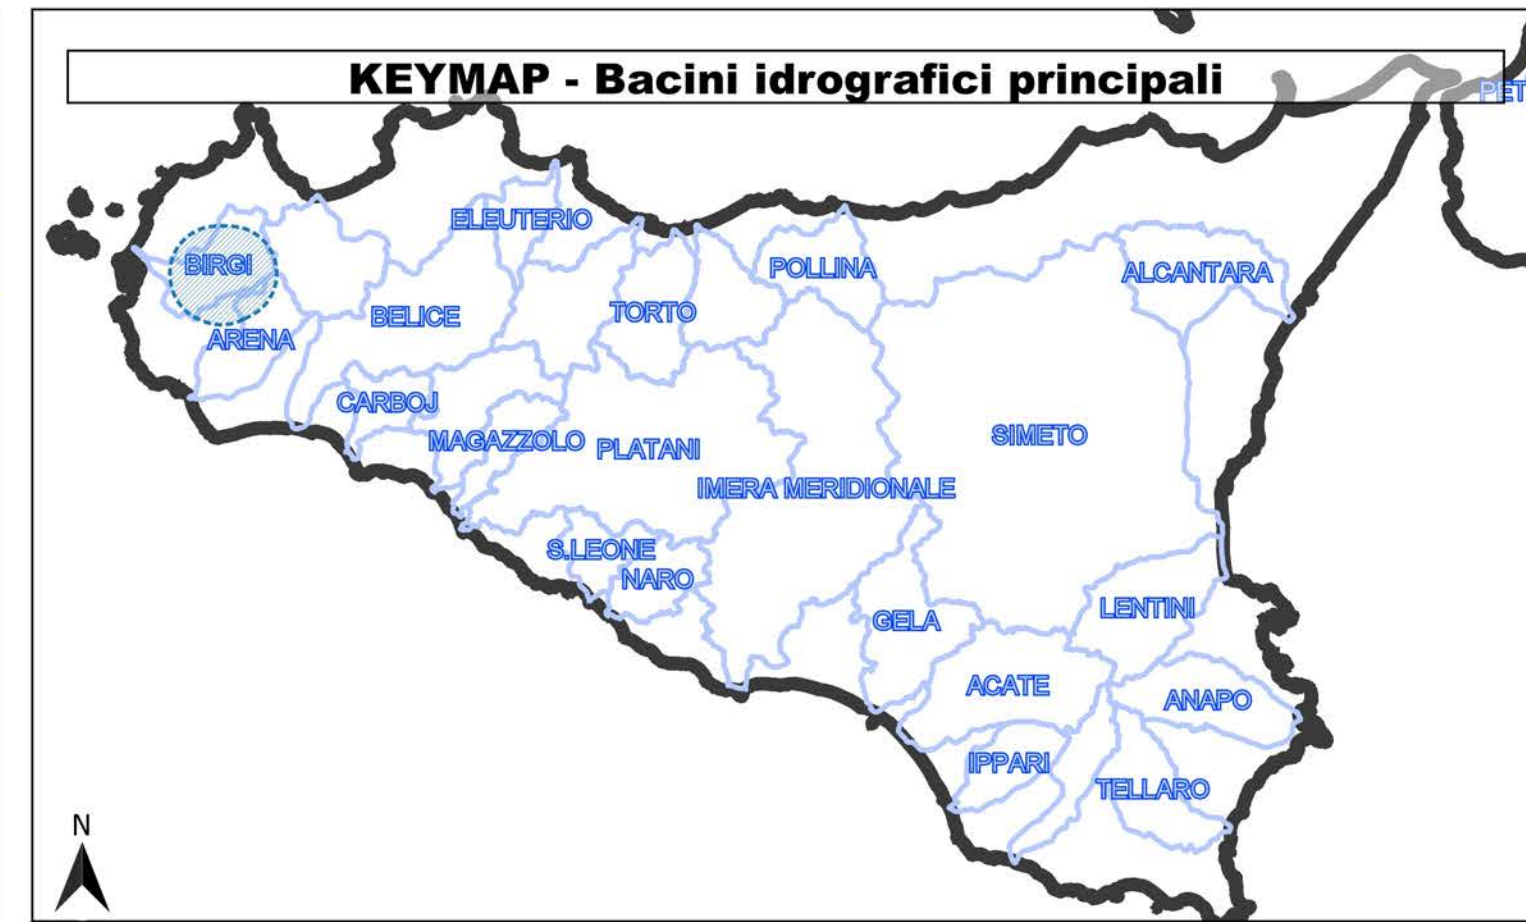 KEYMAP - Bacini idrografici principali
PET
ELEUTERIO
BIRGI
POLLINA
ALCANTARA
BELICE
TORTO
ARENA
CARBOJ
MAGAZZOLO
PLATANI
SIMETO
IMERA MERIDIONALE
S.LEONE
NARO
GELA
LENTINI
ACATE
ANAPO
IPPARI
TELLARO
N